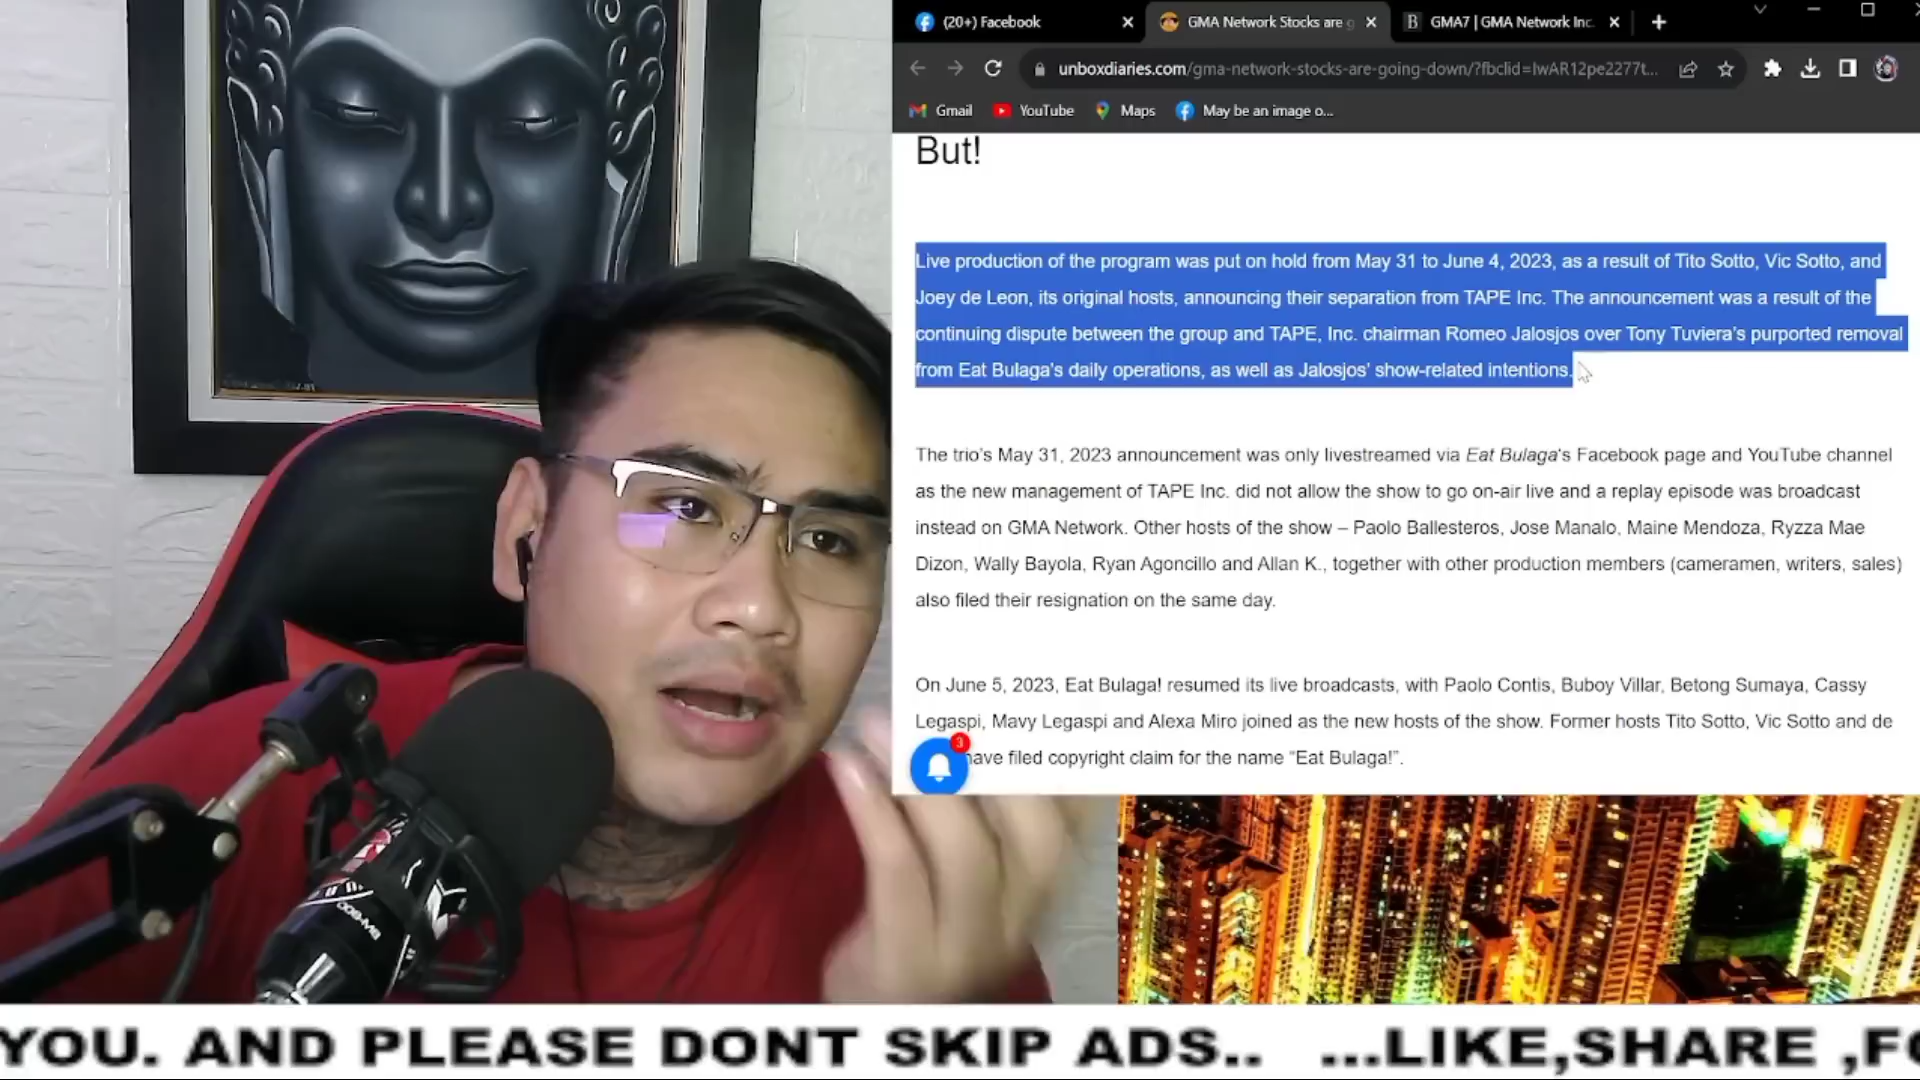 (20+) Facebook
GMA Network Stocks are g
GMA7 | GMA Network Inc.
unboxdiaries.com/gma-network-stocks-are-going-down/?fbclid=IwAR12pe2277t...
Gmail
YouTube
Maps
May be an image o...
But!
Live production of the program was put on hold from May 31 to June 4, 2023, as a result of Tito Sotto, Vic Sotto, and
Joey de Leon, its original hosts, announcing their separation from TAPE Inc. The announcement was a result of the
continuing dispute between the group and TAPE, Inc. chairman Romeo Jalosjos over Tony Tuviera's purported removal
from Eat Bulaga's daily operations, as well as Jalosjos' show-related intentions.
The trio's May 31, 2023 announcement was only livestreamed via Eat Bulaga's Facebook page and YouTube channel
as the new management of TAPE Inc. did not allow the show to go on-air live and a replay episode was broadcast
instead on GMA Network. Other hosts of the show – Paolo Ballesteros, Jose Manalo, Maine Mendoza, Ryzza Mae
Dizon, Wally Bayola, Ryan Agoncillo and Allan K., together with other production members (cameramen, writers, sales)
also filed their resignation on the same day.
On June 5, 2023, Eat Bulaga! resumed its live broadcasts, with Paolo Contis, Buboy Villar, Betong Sumaya, Cassy
Legaspi, Mavy Legaspi and Alexa Miro joined as the new hosts of the show. Former hosts Tito Sotto, Vic Sotto and de
have filed copyright claim for the name “Eat Bulaga!”.
3
BM-800
YOU. AND PLEASE DONT SKIP ADS.. ...LIKE,SHARE ,FO